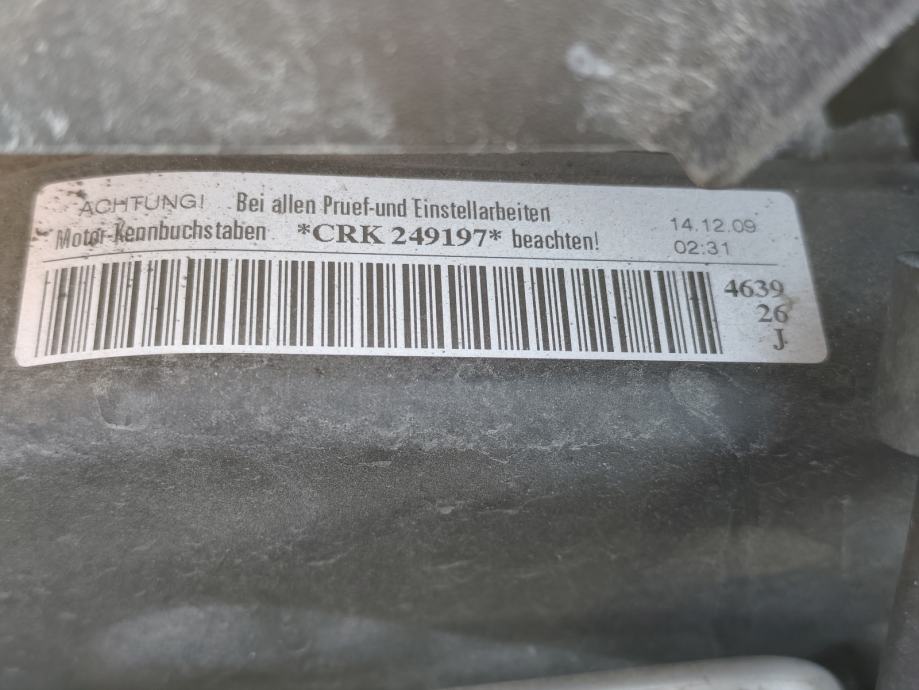 ACHTUNG! Bei allen Pruef-und Einstellarbeiten
Motor-Kennbuchstaben *CRK 249197* beachten!
14.12.09
02:31
4639
26
J